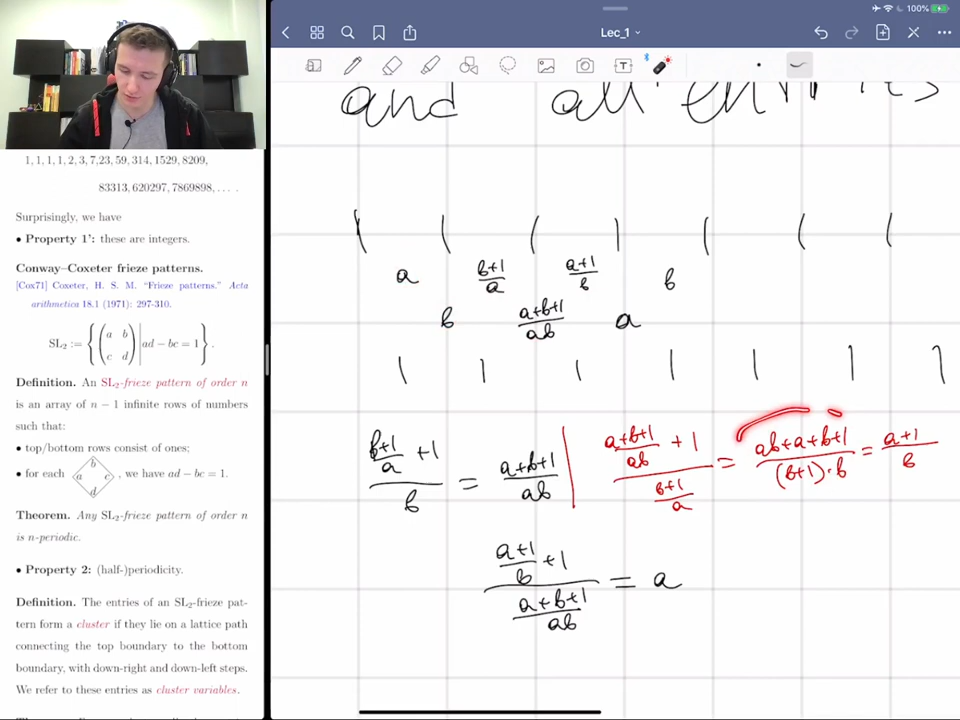 100%
Lec_1
1, 1, 1, 1, 2, 3, 7, 23, 59, 314, 1529, 8209,
83313, 620297, 7869898, . . . .
Surprisingly, we have
• Property 1': these are integers.
Conway–Coxeter frieze patterns.
[Cox71] Coxeter, H. S. M. “Frieze patterns.” Acta
arithmetica 18.1 (1971): 297-310.
SL₂ := { ( a b c d ) | ad − bc = 1 } .
Definition. An SL₂-frieze pattern of order n
is an array of n − 1 infinite rows of numbers
such that:
• top/bottom rows consist of ones;
• for each a b c d , we have ad − bc = 1.
Theorem. Any SL₂-frieze pattern of order n
is n-periodic.
• Property 2: (half-)periodicity.
Definition. The entries of an SL₂-frieze pat-
tern form a cluster if they lie on a lattice path
connecting the top boundary to the bottom
boundary, with down-right and down-left steps.
We refer to these entries as cluster variables.
and all entries
1 1 1 1 1 1 1
a (b+1)/a (a+1)/b b
b (a+b+1)/ab a
1 1 1 1 1 1 1
((b+1)/a + 1)/b = (a+b+1)/ab | ((a+b+1)/ab + 1)/((b+1)/a) = (ab+a+b+1)/((b+1)·b) = (a+1)/b
((a+1)/b + 1)/((a+b+1)/ab) = a